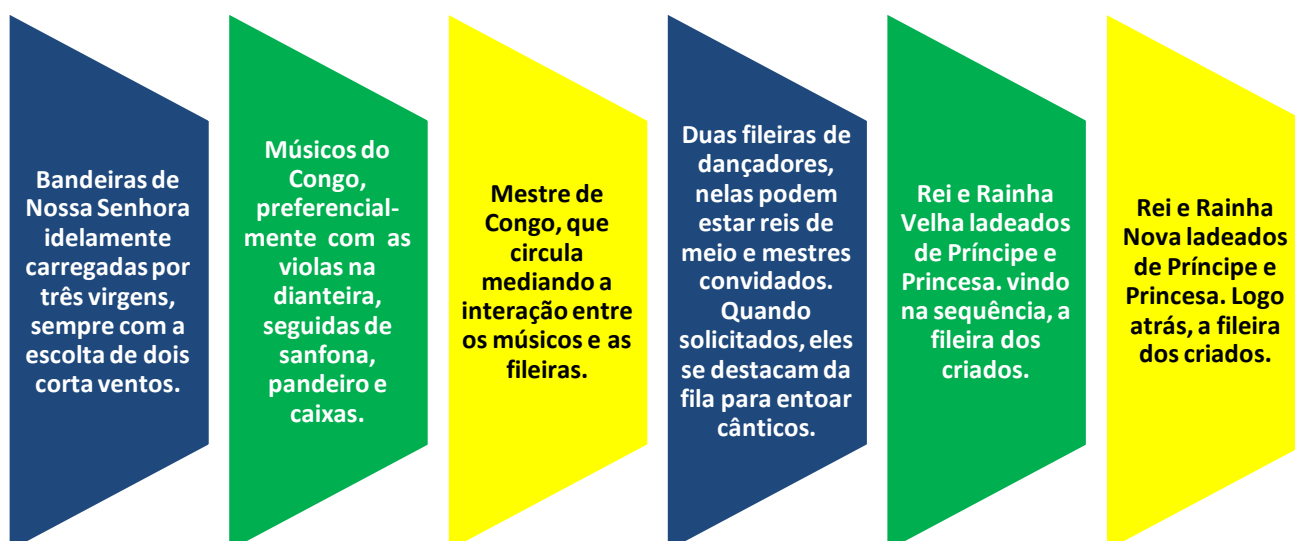 Bandeiras de
Nossa Senhora
idelamente
carregadas por
três virgens,
sempre com a
escolta de dois
corta ventos.
Músicos do
Congo,
preferencial-
mente com as
violas na
dianteira,
seguidas de
sanfona,
pandeiro e
caixas.
Mestre de
Congo, que
circula
mediando a
interação entre
os músicos e as
fileiras.
Duas fileiras de
dançadores,
nelas podem
estar reis de
meio e mestres
convidados.
Quando
solicitados, eles
se destacam da
fila para entoar
cânticos.
Rei e Rainha
Velha ladeados
de Príncipe e
Princesa. vindo
na sequência, a
fileira dos
criados.
Rei e Rainha
Nova ladeados
de Príncipe e
Princesa. Logo
atrás, a fileira
dos criados.